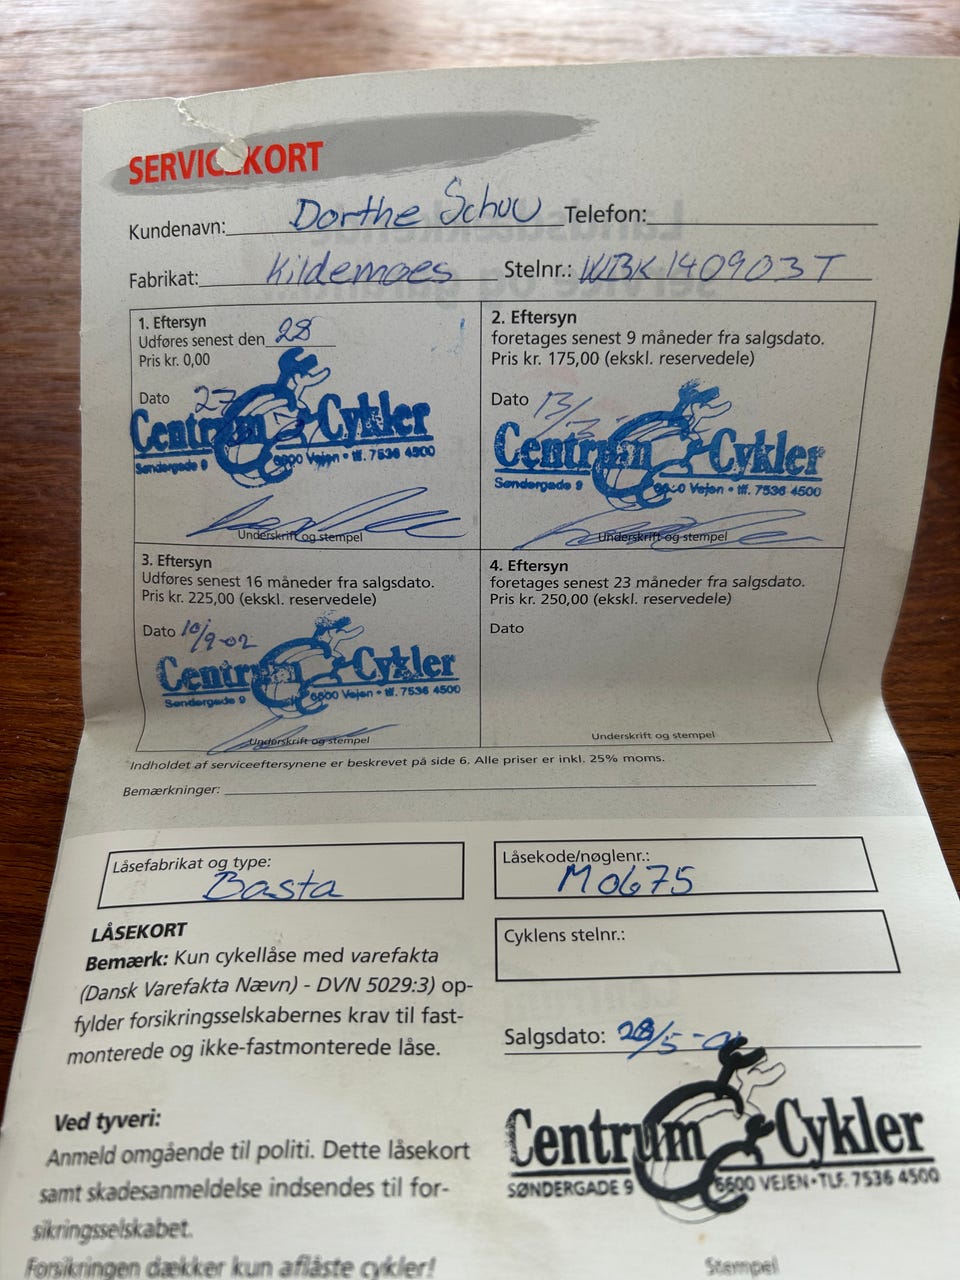 SERVICEKORT
Kundenavn: Dorthe Schou Telefon:
Fabrikat: Kildemoes Stelnr.: WBK140903T
1. Eftersyn
Udføres senest den 28
Pris kr. 0,00
Dato 27
Centrum Cykler
Søndergade 9 6600 Vejen • tlf. 7536 4500
Underskrift og stempel
2. Eftersyn
foretages senest 9 måneder fra salgsdato.
Pris kr. 175,00 (ekskl. reservedele)
Dato 13/
Centrum Cykler
Søndergade 9 6600 Vejen • tlf. 7536 4500
Underskrift og stempel
3. Eftersyn
Udføres senest 16 måneder fra salgsdato.
Pris kr. 225,00 (ekskl. reservedele)
Dato 10/9-02
Centrum Cykler
Søndergade 9 6600 Vejen • tlf. 7536 4500
Underskrift og stempel
4. Eftersyn
foretages senest 23 måneder fra salgsdato.
Pris kr. 250,00 (ekskl. reservedele)
Dato
Underskrift og stempel
Indholdet af serviceeftersynene er beskrevet på side 6. Alle priser er inkl. 25% moms.
Bemærkninger:
Låsefabrikat og type:
Basta
Låsekode/nøglenr.:
M0675
LÅSEKORT
Bemærk: Kun cykellåse med varefakta
(Dansk Varefakta Nævn) - DVN 5029:3) op-
fylder forsikringsselskabernes krav til fast-
monterede og ikke-fastmonterede låse.
Cyklens stelnr.:
Salgsdato: 28/5-
Centrum Cykler
SØNDERGADE 9 6600 VEJEN • TLF. 7536 4500
Stempel
Ved tyveri:
Anmeld omgående til politi. Dette låsekort
samt skadesanmeldelse indsendes til for-
sikringsselskabet.
Forsikringen dækker kun aflåste cykler!